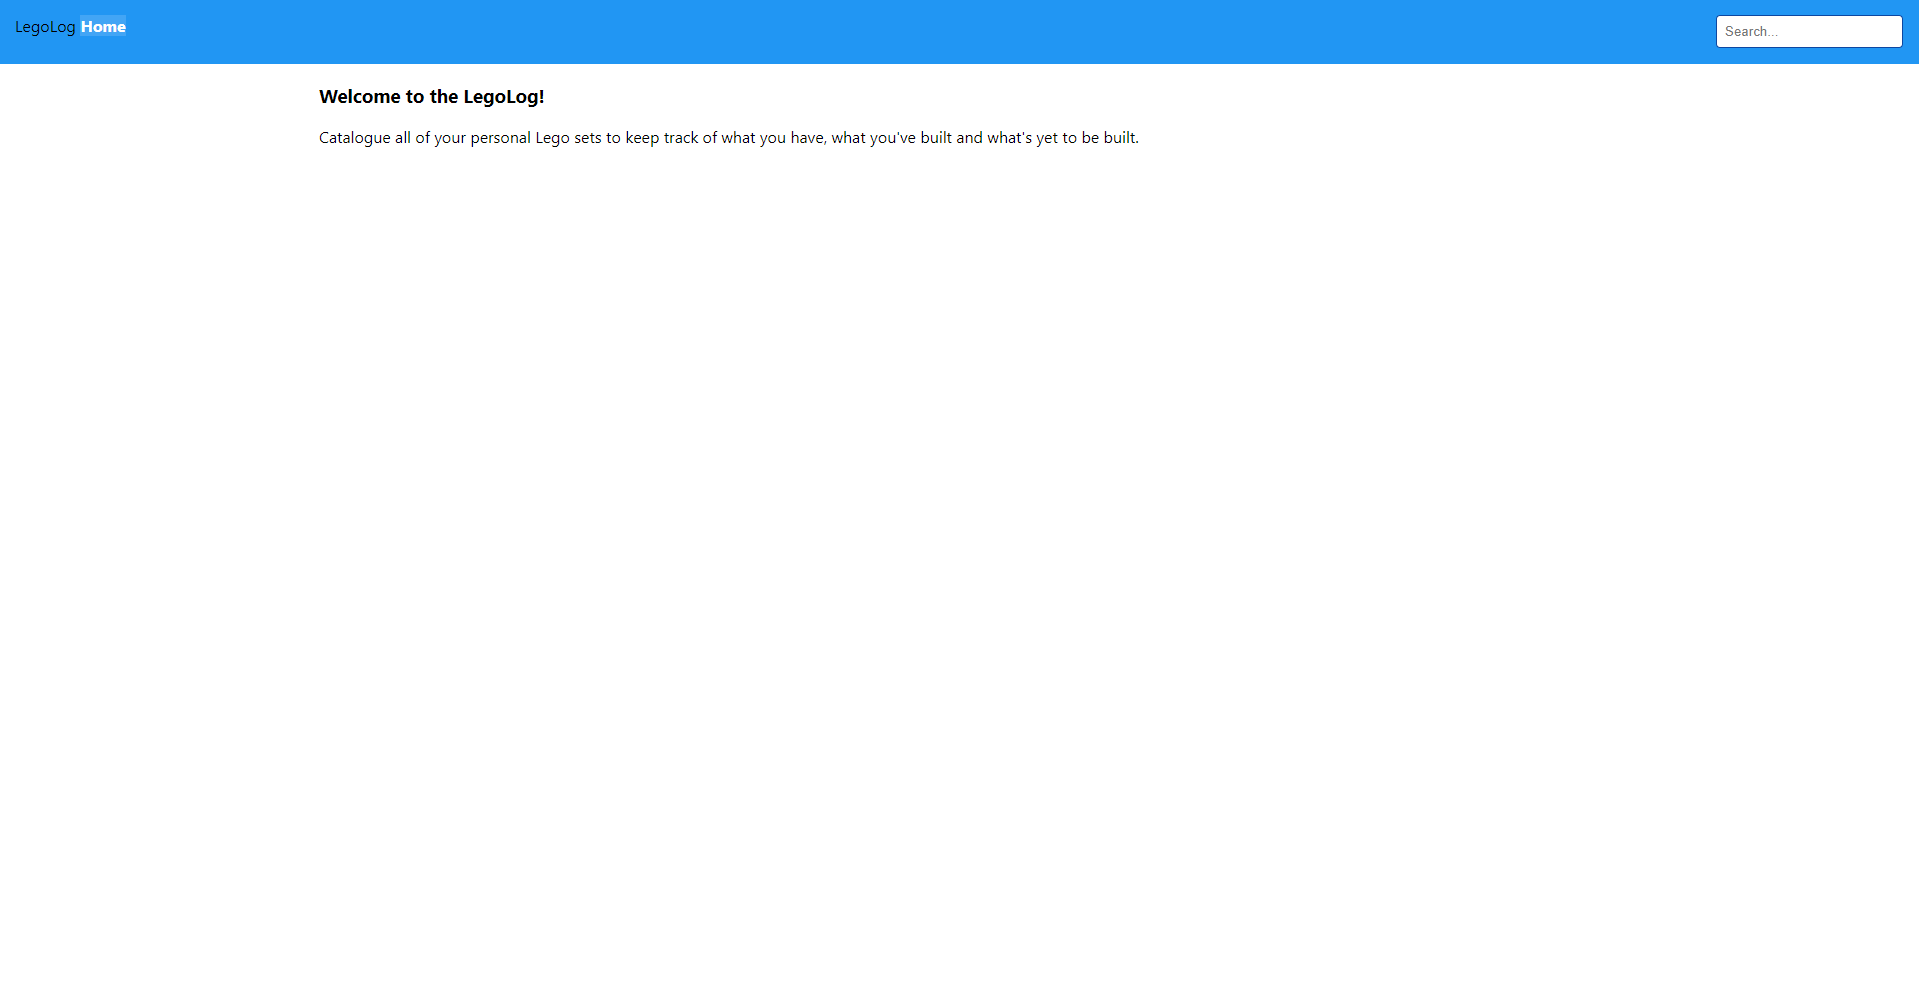 LegoLog Home
Search...
Welcome to the LegoLog!
Catalogue all of your personal Lego sets to keep track of what you have, what you've built and what's yet to be built.